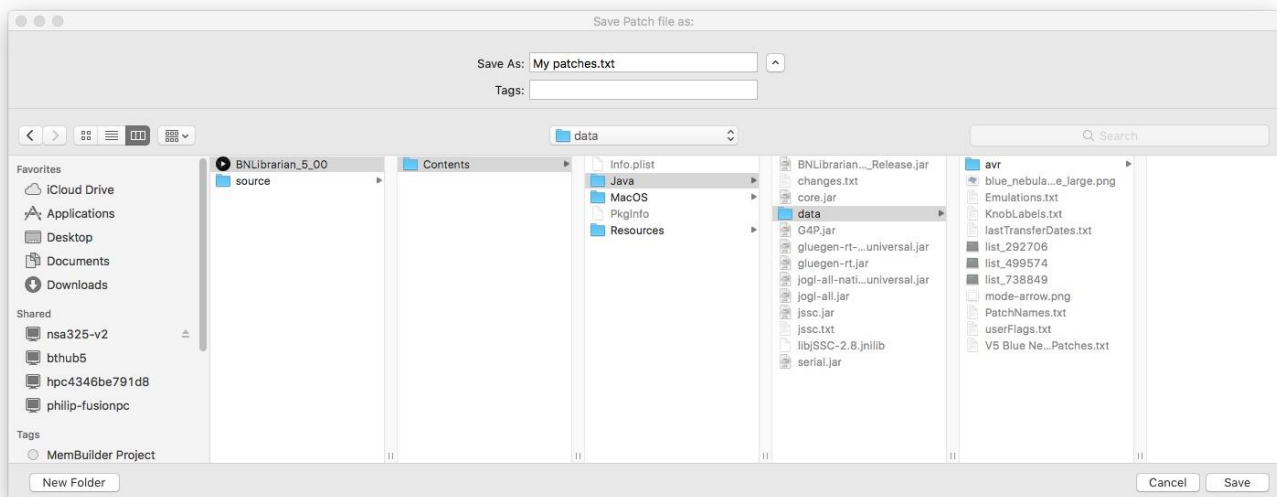 Save Patch file as:
Save As: My patches.txt
Tags:
data
Search
Favorites
iCloud Drive
Applications
Desktop
Documents
Downloads
Shared
nsa325-v2
bthub5
hpc4346be791d8
philip-fusionpc
Tags
MemBuilder Project
BNLibrarian_5_00
source
Contents
Info.plist
Java
MacOS
PkgInfo
Resources
BNLibrarian..._Release.jar
changes.txt
core.jar
data
G4P.jar
gluegen-rt-...universal.jar
gluegen-rt.jar
jogl-all-nati...universal.jar
jogl-all.jar
jssc.jar
jssc.txt
libjSSC-2.8.jnilib
serial.jar
avr
blue_nebula...e_large.png
Emulations.txt
KnobLabels.txt
lastTransferDates.txt
list_292706
list_499574
list_738849
mode-arrow.png
PatchNames.txt
userFlags.txt
V5 Blue Ne...Patches.txt
New Folder
Cancel
Save